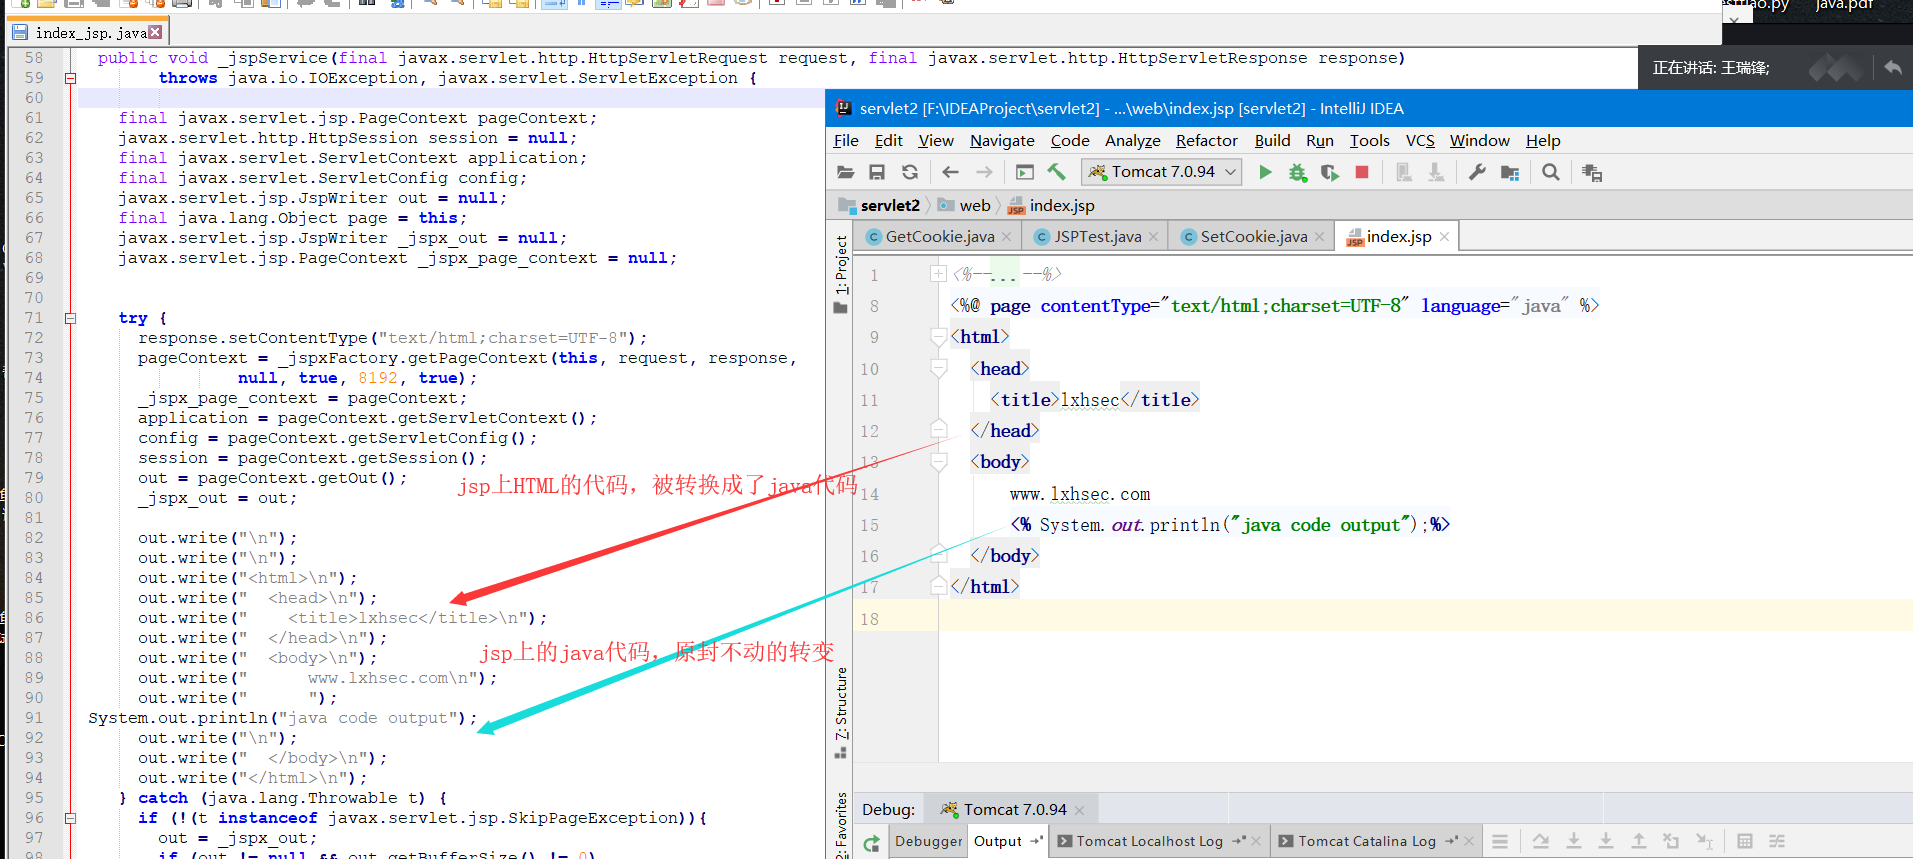 estflao.py java.pdf
index_jsp.java
正在讲话: 王瑞锋;
58 public void _jspService(final javax.servlet.http.HttpServletRequest request, final javax.servlet.http.HttpServletResponse response)
59 throws java.io.IOException, javax.servlet.ServletException {
60
61 final javax.servlet.jsp.PageContext pageContext;
62 javax.servlet.http.HttpSession session = null;
63 final javax.servlet.ServletContext application;
64 final javax.servlet.ServletConfig config;
65 javax.servlet.jsp.JspWriter out = null;
66 final java.lang.Object page = this;
67 javax.servlet.jsp.JspWriter _jspx_out = null;
68 javax.servlet.jsp.PageContext _jspx_page_context = null;
69
70
71 try {
72 response.setContentType("text/html;charset=UTF-8");
73 pageContext = _jspxFactory.getPageContext(this, request, response,
74 null, true, 8192, true);
75 _jspx_page_context = pageContext;
76 application = pageContext.getServletContext();
77 config = pageContext.getServletConfig();
78 session = pageContext.getSession();
79 out = pageContext.getOut();
80 _jspx_out = out;
81
82 out.write("\n");
83 out.write("\n");
84 out.write("<html>\n");
85 out.write("  <head>\n");
86 out.write("    <title>lxhsec</title>\n");
87 out.write("  </head>\n");
88 out.write("  <body>\n");
89 out.write("      www.lxhsec.com\n");
90 out.write("      ");
91 System.out.println("java code output");
92 out.write("\n");
93 out.write("  </body>\n");
94 out.write("</html>\n");
95 } catch (java.lang.Throwable t) {
96 if (!(t instanceof javax.servlet.jsp.SkipPageException)){
97 out = _jspx_out;
98 if (out != null && out.getBufferSize() != 0)
jsp上HTML的代码，被转换成了java代码
jsp上的java代码，原封不动的转变
servlet2 [F:\IDEAProject\servlet2] - ...\web\index.jsp [servlet2] - IntelliJ IDEA
File Edit View Navigate Code Analyze Refactor Build Run Tools VCS Window Help
Tomcat 7.0.94
servlet2 web index.jsp
GetCookie.java JSPTest.java SetCookie.java index.jsp
1: Project
1 <%--...--%>
8 <%@ page contentType="text/html;charset=UTF-8" language="java" %>
9 <html>
10 <head>
11 <title>lxhsec</title>
12 </head>
13 <body>
14 www.lxhsec.com
15 <% System.out.println("java code output");%>
16 </body>
17 </html>
18
7: Structure
2: Favorites
Debug: Tomcat 7.0.94
Debugger Output Tomcat Localhost Log Tomcat Catalina Log